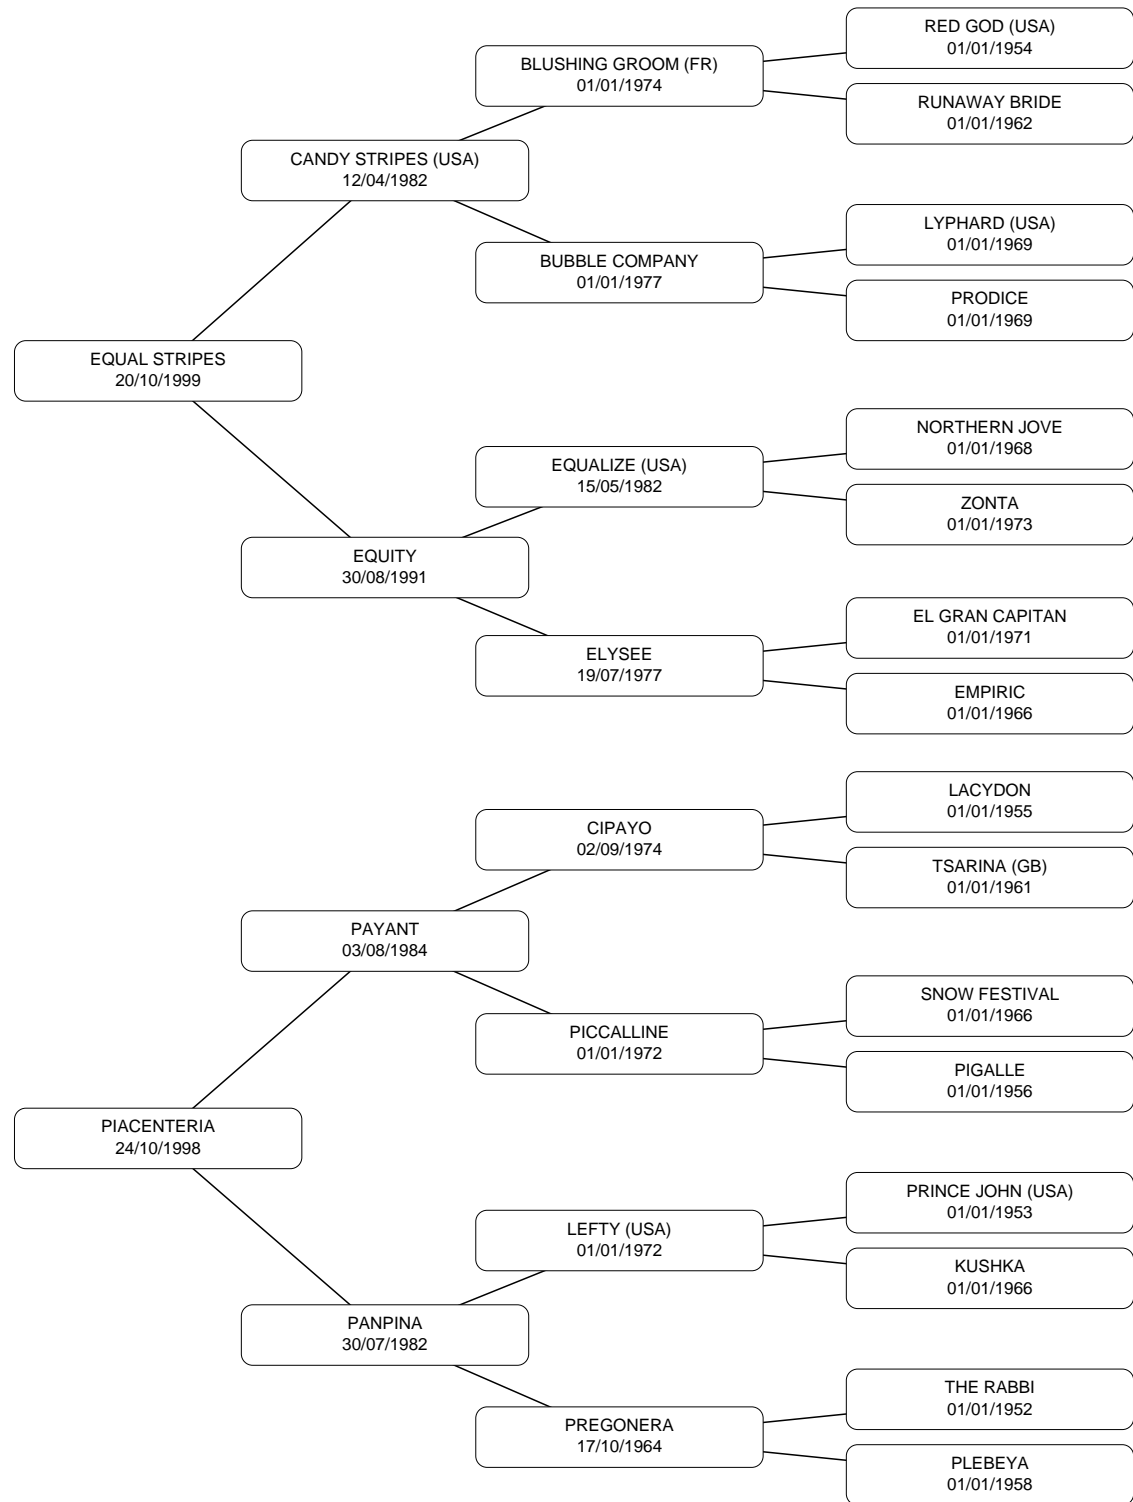 RED GOD (USA)
01/01/1954
BLUSHING GROOM (FR)
01/01/1974
RUNAWAY BRIDE
01/01/1962
CANDY STRIPES (USA)
12/04/1982
LYPHARD (USA)
01/01/1969
BUBBLE COMPANY
01/01/1977
PRODICE
01/01/1969
EQUAL STRIPES
20/10/1999
NORTHERN JOVE
01/01/1968
EQUALIZE (USA)
15/05/1982
ZONTA
01/01/1973
EQUITY
30/08/1991
EL GRAN CAPITAN
01/01/1971
ELYSEE
19/07/1977
EMPIRIC
01/01/1966
LACYDON
01/01/1955
CIPAYO
02/09/1974
TSARINA (GB)
01/01/1961
PAYANT
03/08/1984
SNOW FESTIVAL
01/01/1966
PICCALLINE
01/01/1972
PIGALLE
01/01/1956
PIACENTERIA
24/10/1998
PRINCE JOHN (USA)
01/01/1953
LEFTY (USA)
01/01/1972
KUSHKA
01/01/1966
PANPINA
30/07/1982
THE RABBI
01/01/1952
PREGONERA
17/10/1964
PLEBEYA
01/01/1958